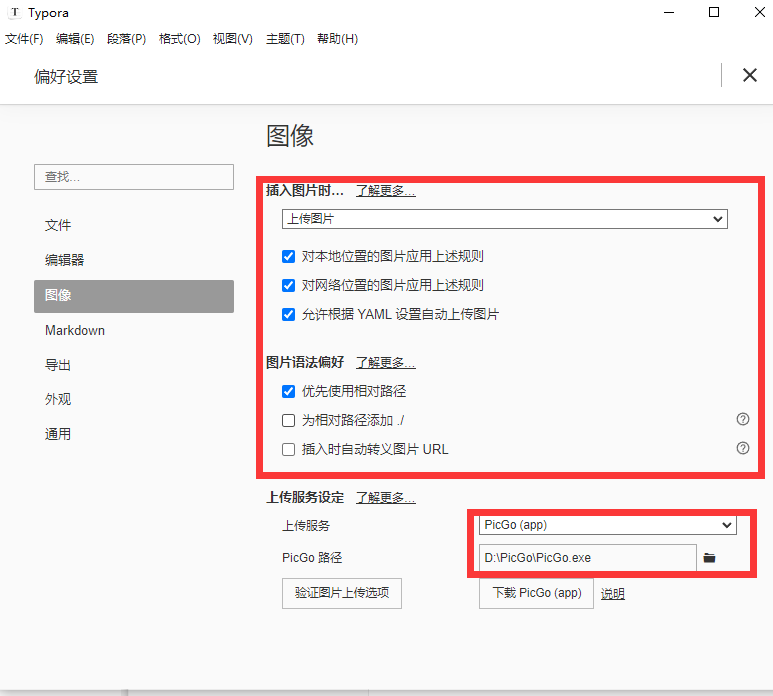 T Typora
文件(F) 编辑(E) 段落(P) 格式(O) 视图(V) 主题(T) 帮助(H)
偏好设置
图像
查找...
文件
编辑器
图像
Markdown
导出
外观
通用
插入图片时... 了解更多...
上传图片
对本地位置的图片应用上述规则
对网络位置的图片应用上述规则
允许根据 YAML 设置自动上传图片
图片语法偏好 了解更多...
优先使用相对路径
为相对路径添加 ./
插入时自动转义图片 URL
上传服务设定 了解更多...
上传服务 PicGo (app)
PicGo 路径 D:\PicGo\PicGo.exe
验证图片上传选项 下载 PicGo (app) 说明